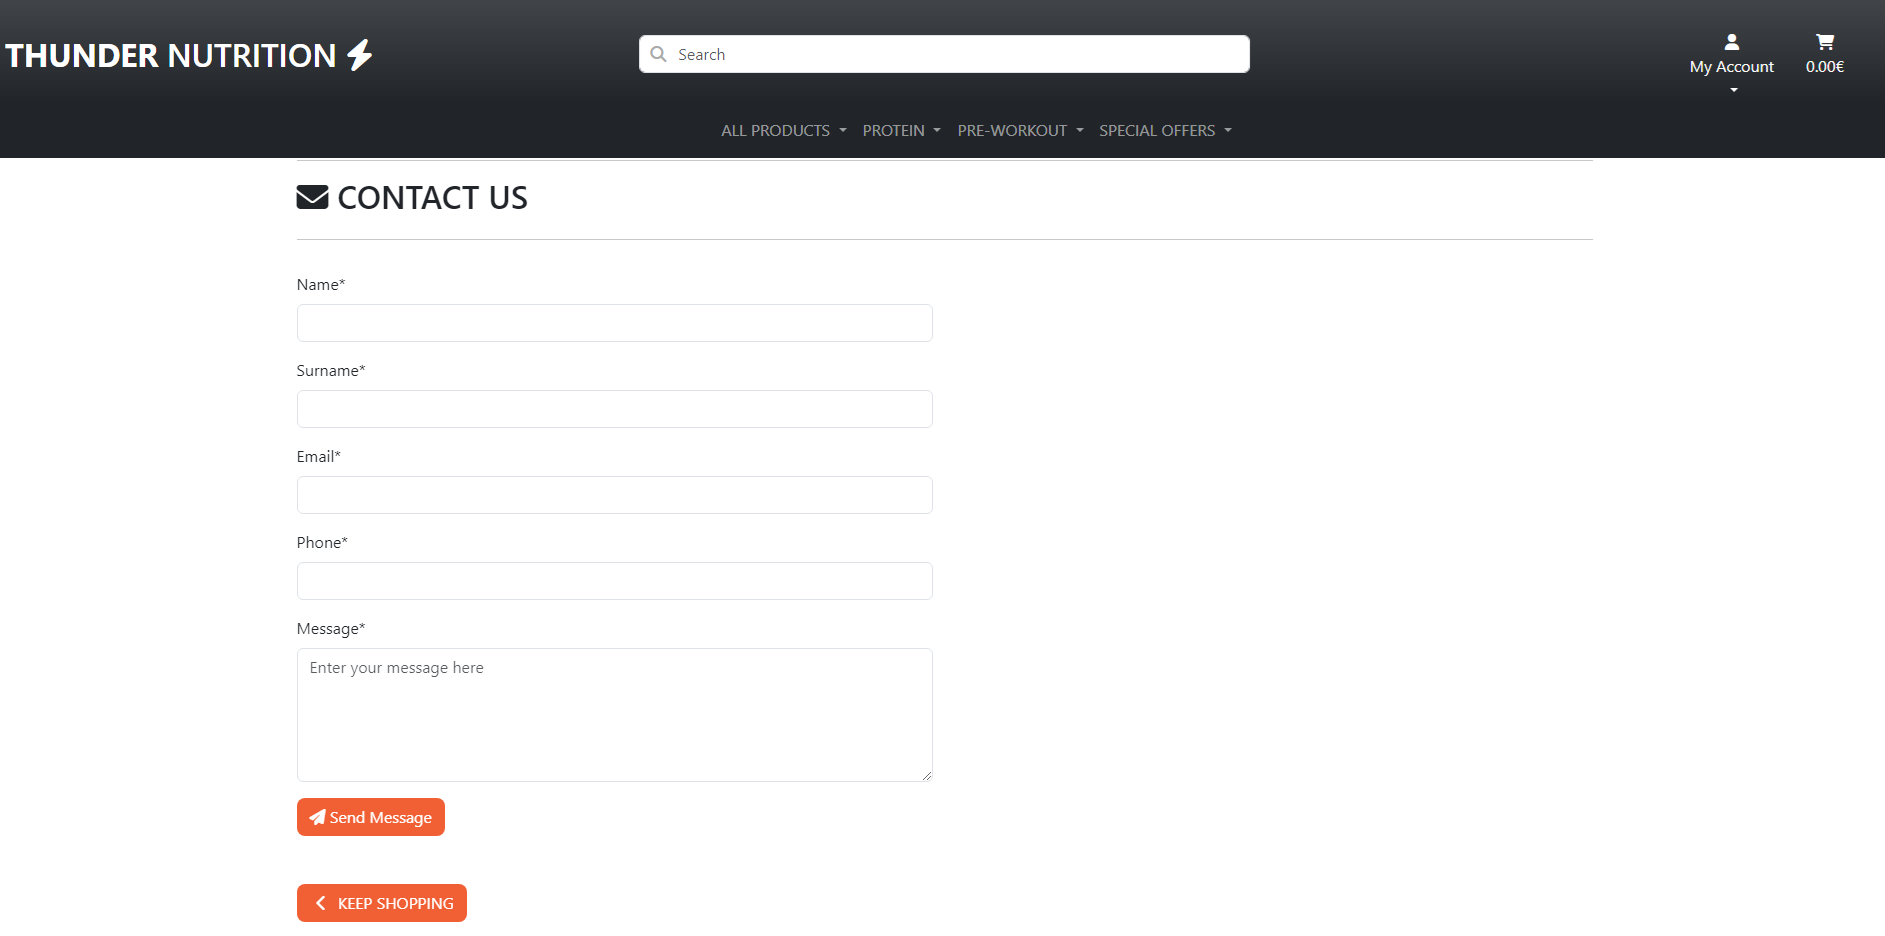 THUNDER NUTRITION
Search
My Account
0.00€
ALL PRODUCTS PROTEIN PRE-WORKOUT SPECIAL OFFERS
CONTACT US
Name*
Surname*
Email*
Phone*
Message*
Enter your message here
Send Message
KEEP SHOPPING